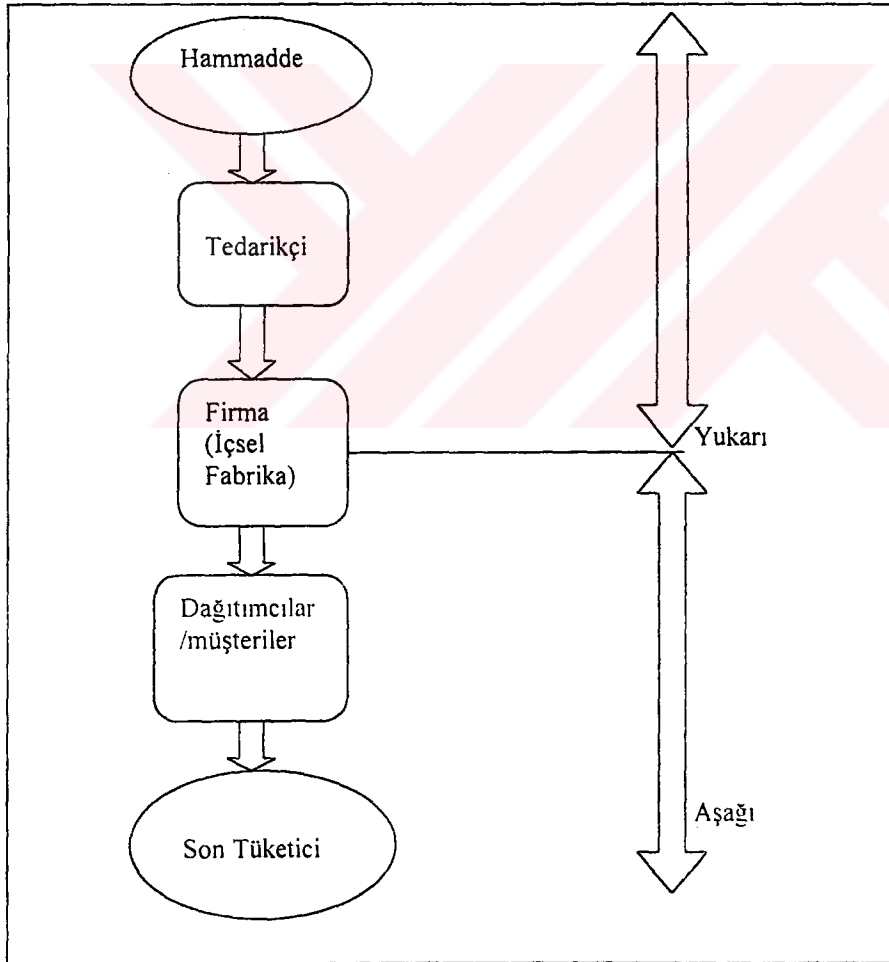 Hammadde
Tedarikçi
Firma
(İçsel
Fabrika)
Yukarı
Dağıtımcılar
/müşteriler
Aşağı
Son Tüketici